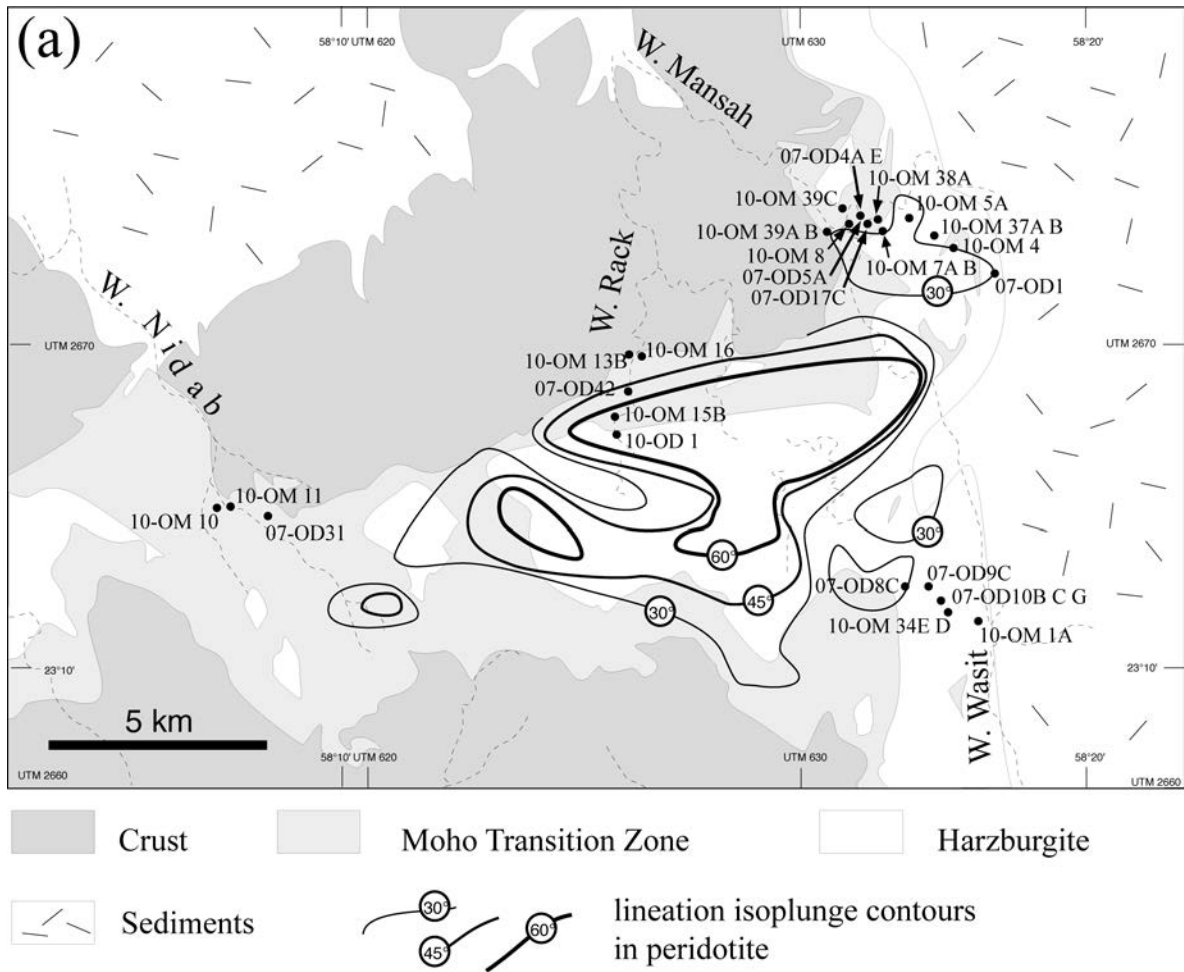 (a)
58°10' UTM 620
UTM 630
58°20'
W. Mansah
07-OD4A E
10-OM 38A
10-OM 39C
10-OM 5A
10-OM 37A B
10-OM 39A B
10-OM 4
10-OM 8
10-OM 7A B
07-OD5A
07-OD1
07-OD17C
30°
W. Rack
W. Nidab
UTM 2670
UTM 2670
10-OM 13B
10-OM 16
07-OD42
10-OM 15B
10-OD 1
10-OM 11
10-OM 10
07-OD31
30°
60°
45°
30°
07-OD8C
07-OD9C
07-OD10B C G
10-OM 34E D
10-OM 1A
W. Wasit
23°10'
23°10'
5 km
58°10' UTM 620
UTM 630
58°20'
UTM 2660
UTM 2660
Crust
Moho Transition Zone
Harzburgite
Sediments
30°
45°
60°
lineation isoplunge contours
in peridotite